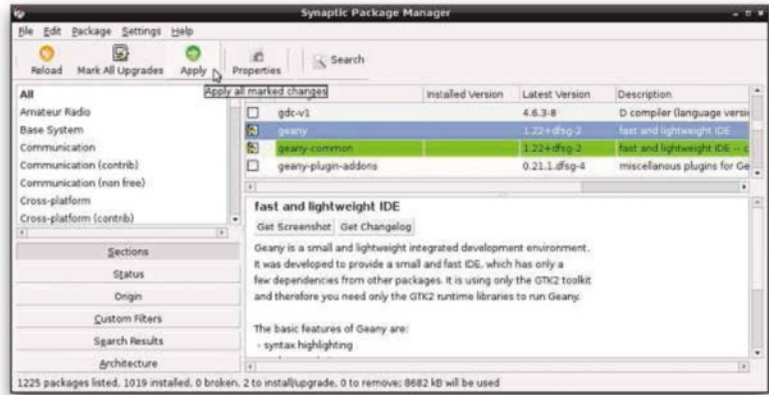 Synaptic Package Manager
File Edit Package Settings Help
Reload Mark All Upgrades Apply Properties Search
Apply all marked changes
Installed Version Latest Version Description
All
Amateur Radio
Base System
Communication
Communication (contrib)
Communication (non free)
Cross-platform
Cross-platform (contrib)
gdc-v1 4.6.3-8 D compiler (language versi
geany 1.22+dfsg-2 fast and lightweight IDE
geany-common 1.22+dfsg-2 fast and lightweight IDE -- c
geany-plugin-addons 0.21.1.dfsg-4 miscellanous plugins for Ge
Sections
Status
Origin
Custom Filters
Search Results
Architecture
fast and lightweight IDE
Get Screenshot Get Changelog
Geany is a small and lightweight integrated development environment.
It was developed to provide a small and fast IDE, which has only a
few dependencies from other packages. It is using only the GTK2 toolkit
and therefore you need only the GTK2 runtime libraries to run Geany.
The basic features of Geany are:
- syntax highlighting
1225 packages listed, 1019 installed, 0 broken. 2 to install/upgrade, 0 to remove; 8682 kB will be used